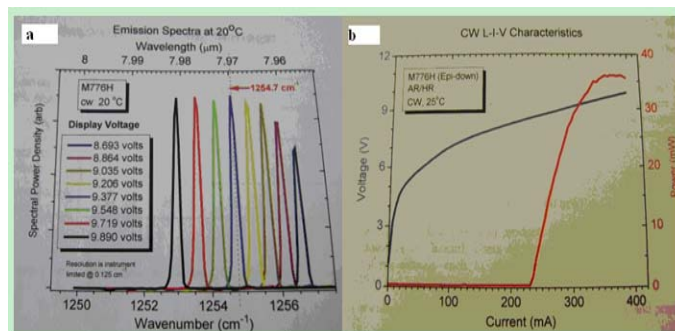 a
Emission Spectra at 20°C
Wavelength (μm)
8 7.99 7.98 7.97 7.96
M776H
cw 20 °C
1254.7 cm⁻¹
Display Voltage
8.693 volts
8.864 volts
9.035 volts
9.206 volts
9.377 volts
9.548 volts
9.719 volts
9.890 volts
Resolution is instrument
limited @ 0.125 cm⁻¹
Spectral Power Density (arb)
1250 1252 1254 1256
Wavenumber (cm⁻¹)
b
CW L-I-V Characteristics
M776H (Epi-down)
AR/HR
CW, 25°C
Voltage (V)
12
9
6
3
0
Power (mW)
40
30
20
10
0
0 100 200 300 400
Current (mA)